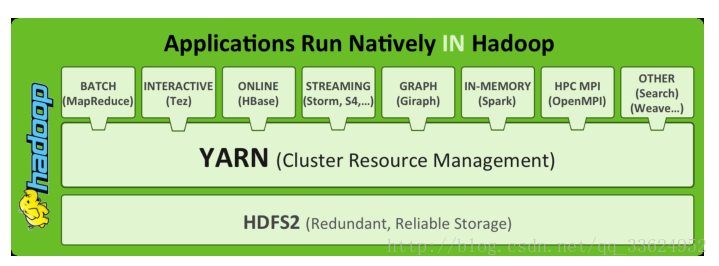 Applications Run Natively IN Hadoop
BATCH
(MapReduce)
INTERACTIVE
(Tez)
ONLINE
(HBase)
STREAMING
(Storm, S4,...)
GRAPH
(Giraph)
IN-MEMORY
(Spark)
HPC MPI
(OpenMPI)
OTHER
(Search)
(Weave...)
hadoop
YARN (Cluster Resource Management)
HDFS2 (Redundant, Reliable Storage)
http://blog.csdn.net/qq_33624952